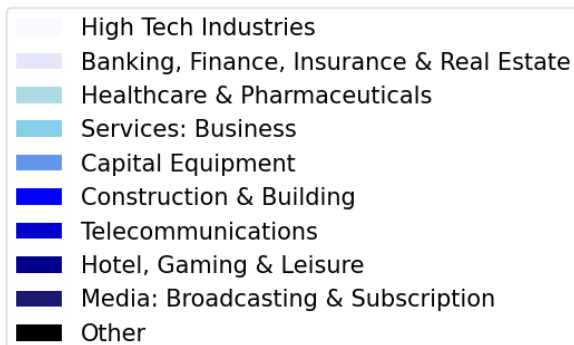 High Tech Industries
Banking, Finance, Insurance & Real Estate
Healthcare & Pharmaceuticals
Services: Business
Capital Equipment
Construction & Building
Telecommunications
Hotel, Gaming & Leisure
Media: Broadcasting & Subscription
Other